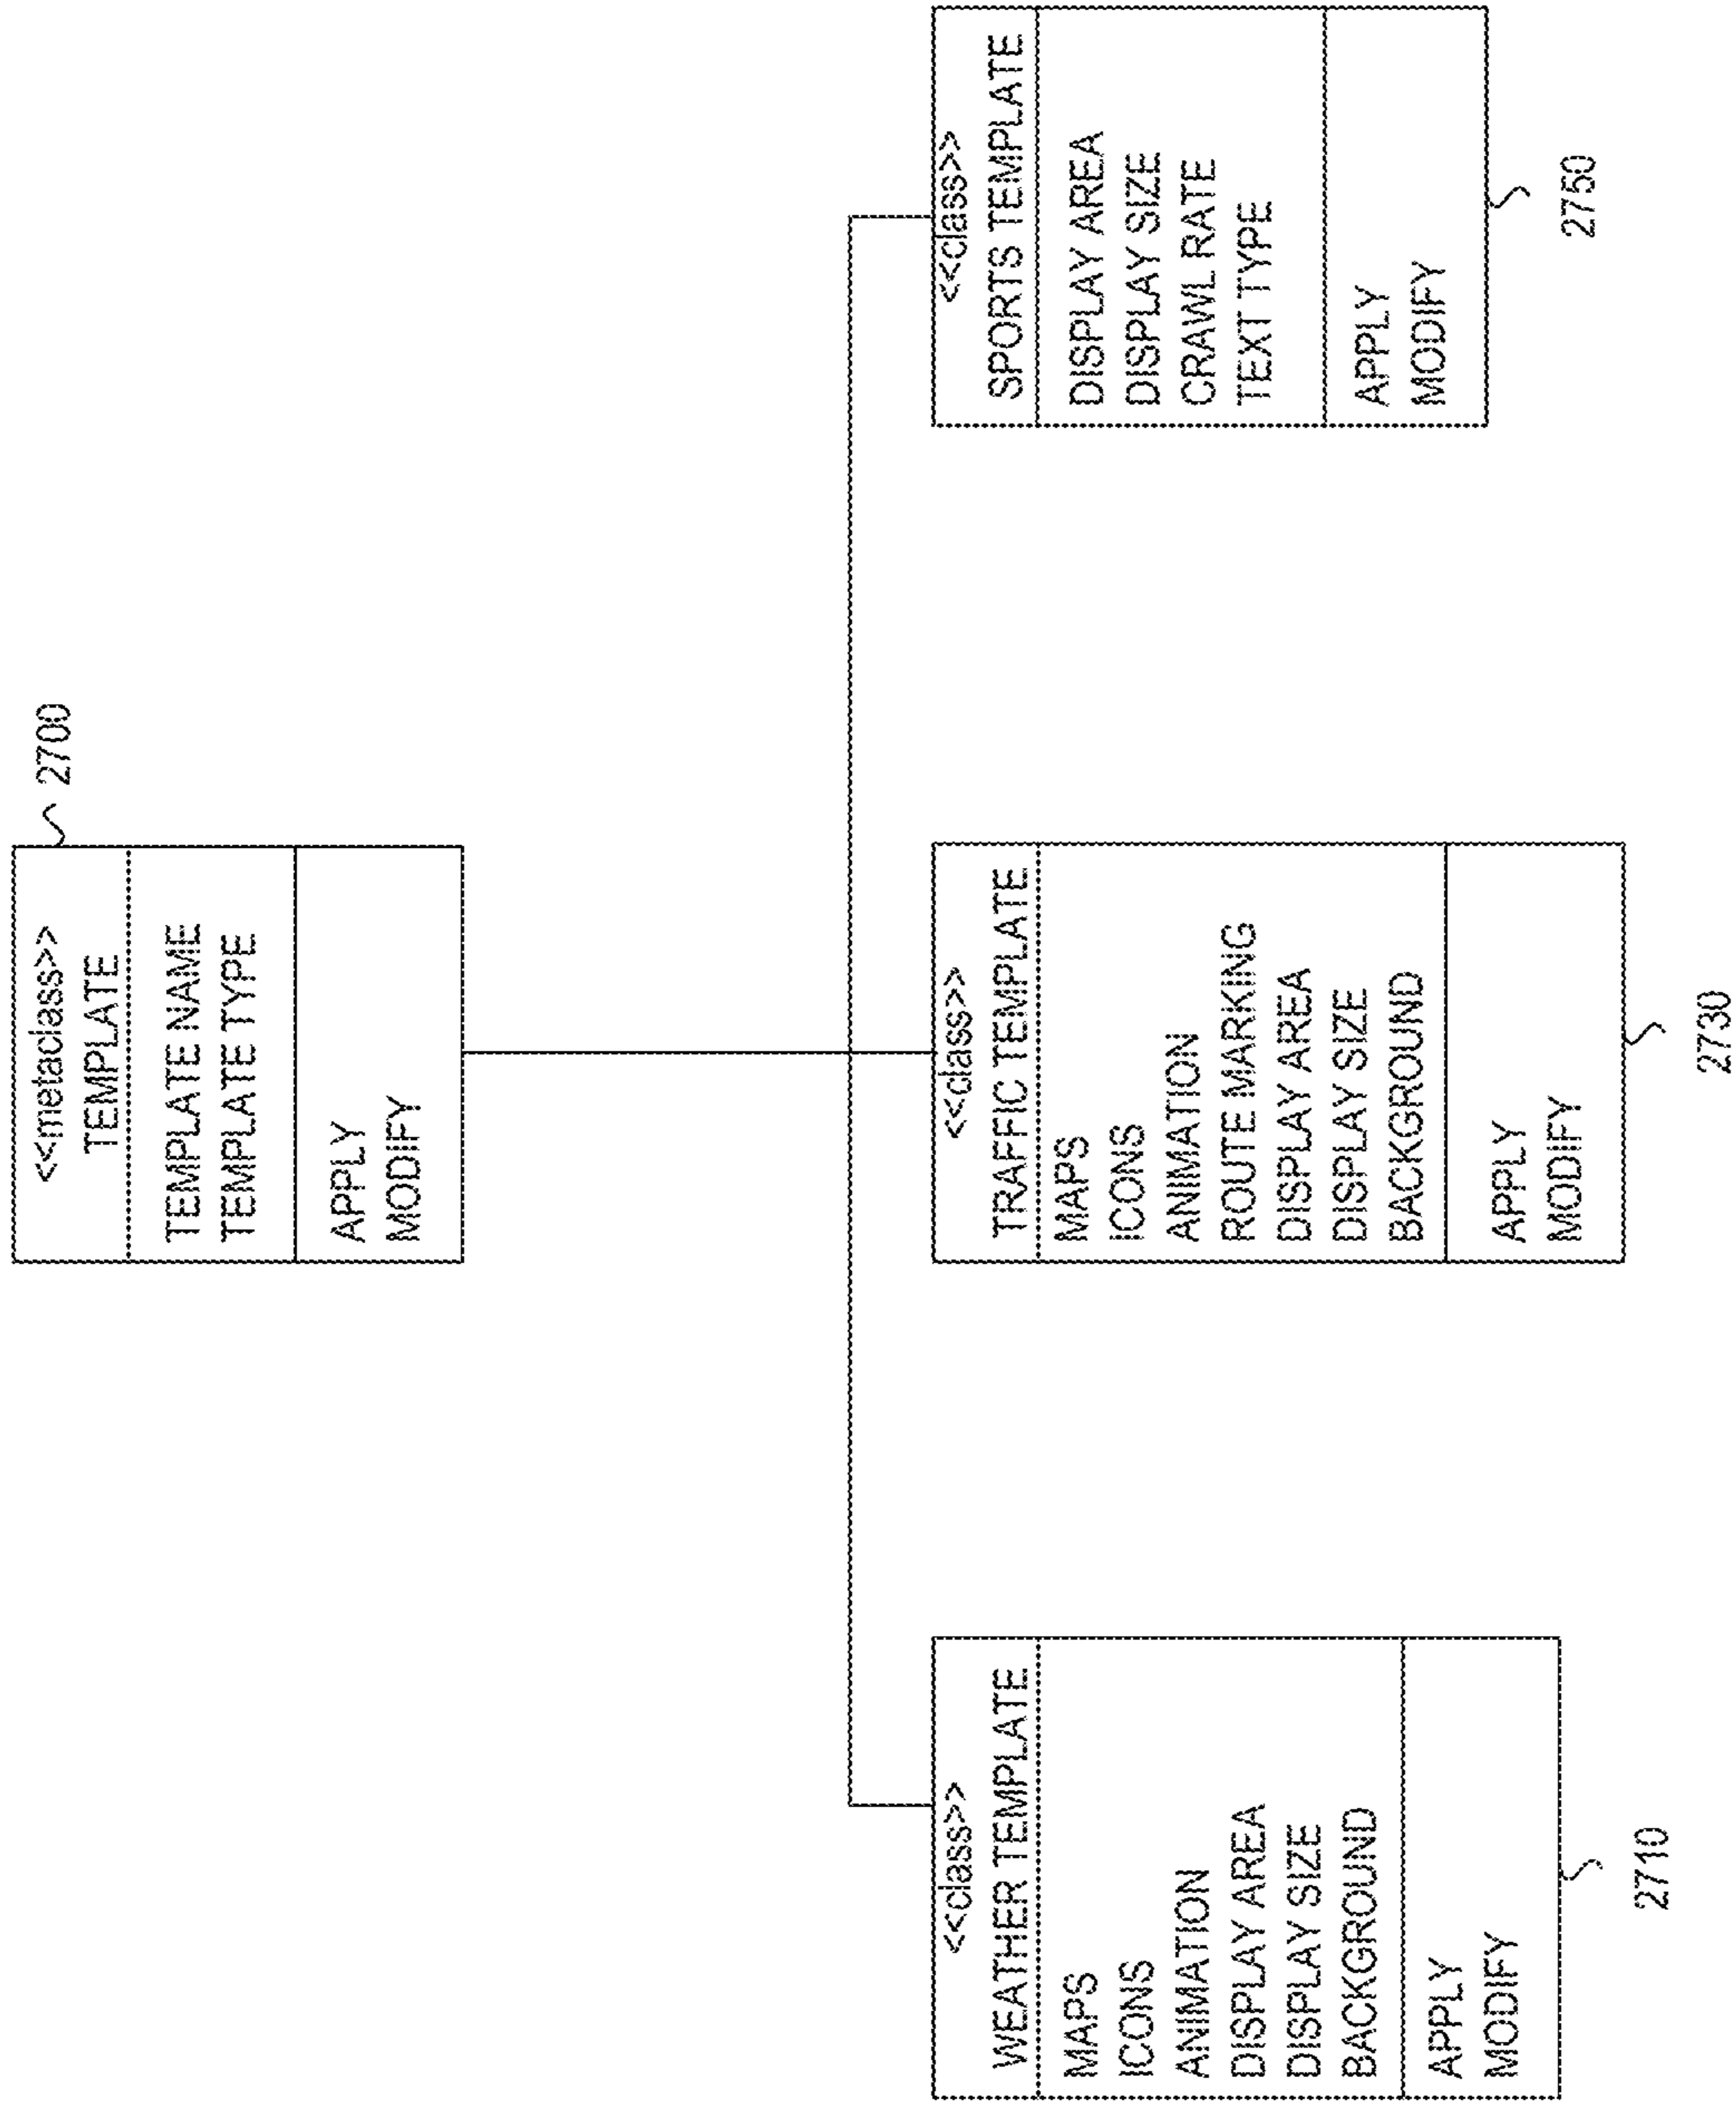 <<metaclass>>
TEMPLATE
TEMPLATE NAME
TEMPLATE TYPE
APPLY
MODIFY
2700
<<class>>
WEATHER TEMPLATE
MAPS
ICONS
ANIMATION
DISPLAY AREA
DISPLAY SIZE
BACKGROUND
APPLY
MODIFY
2710
<<class>>
TRAFFIC TEMPLATE
MAPS
ICONS
ANIMATION
ROUTE MARKING
DISPLAY AREA
DISPLAY SIZE
BACKGROUND
APPLY
MODIFY
2730
<<class>>
SPORTS TEMPLATE
DISPLAY AREA
DISPLAY SIZE
CRAWL RATE
TEXT TYPE
APPLY
MODIFY
2750